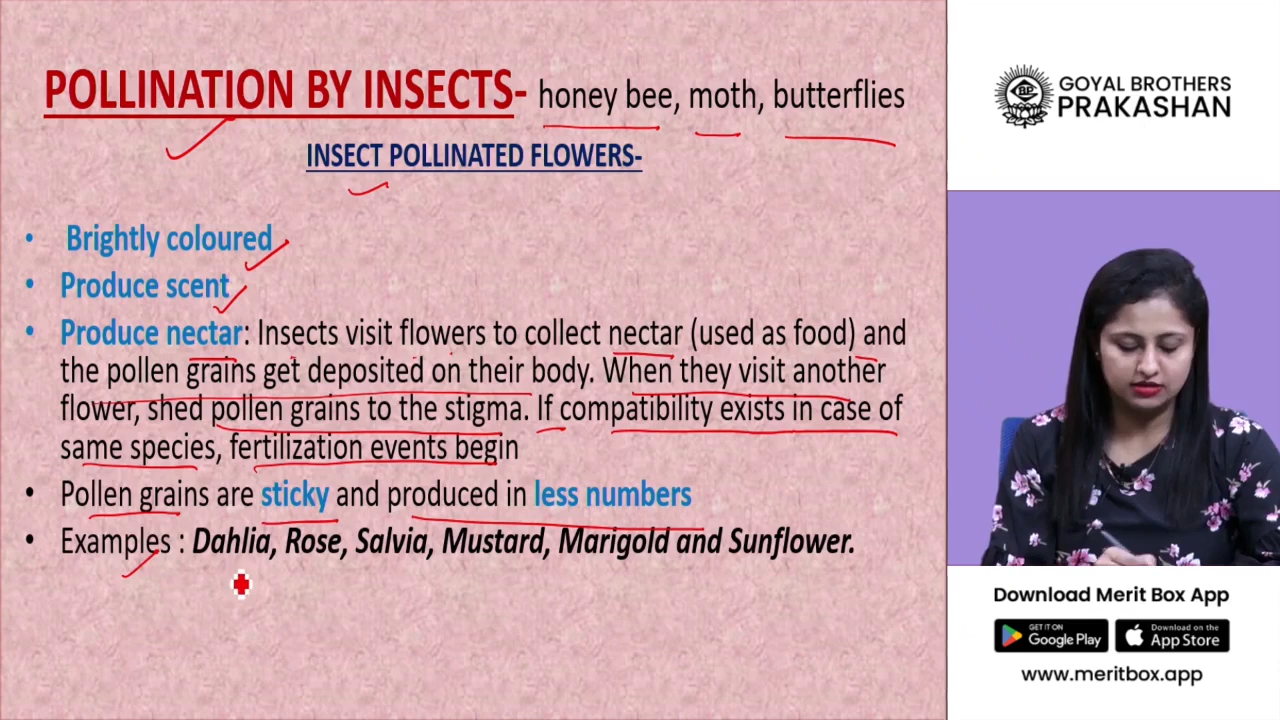 POLLINATION BY INSECTS- honey bee, moth, butterflies
INSECT POLLINATED FLOWERS-
• Brightly coloured
• Produce scent
• Produce nectar: Insects visit flowers to collect nectar (used as food) and
the pollen grains get deposited on their body. When they visit another
flower, shed pollen grains to the stigma. If compatibility exists in case of
same species, fertilization events begin
• Pollen grains are sticky and produced in less numbers
• Examples : Dahlia, Rose, Salvia, Mustard, Marigold and Sunflower.
GBP
GOYAL BROTHERS
PRAKASHAN
Download Merit Box App
GET IT ON
Google Play
Download on the
App Store
www.meritbox.app